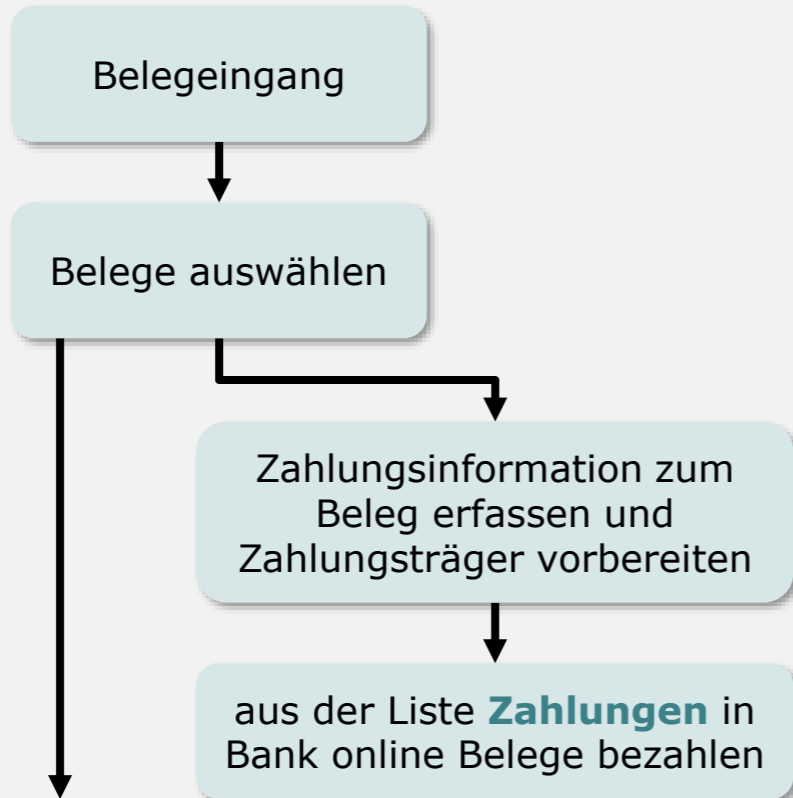 Belegeingang
Belege auswählen
Zahlungsinformation zum
Beleg erfassen und
Zahlungsträger vorbereiten
aus der Liste Zahlungen in
Bank online Belege bezahlen